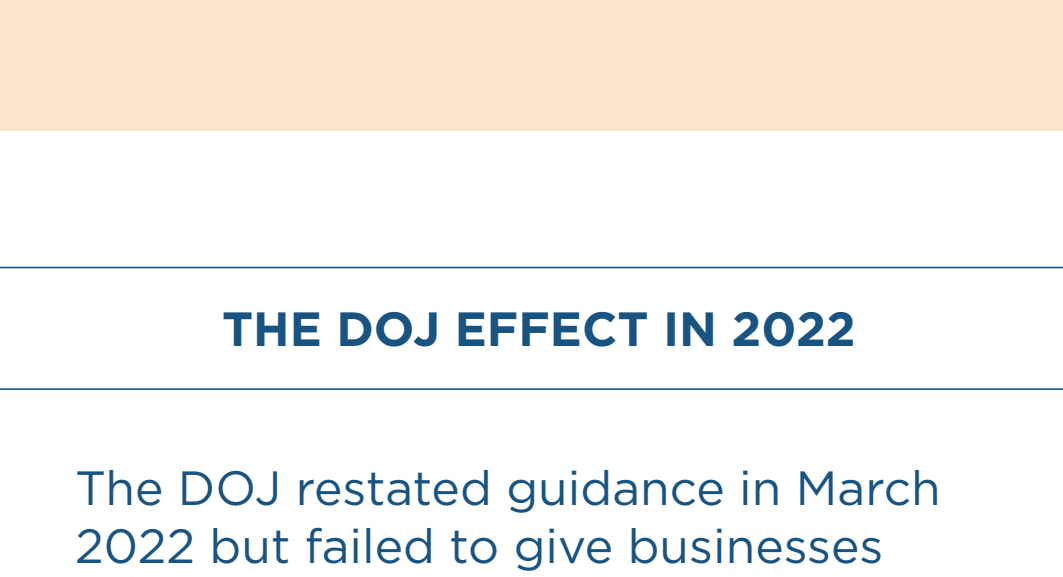 THE DOJ EFFECT IN 2022
The DOJ restated guidance in March
2022 but failed to give businesses